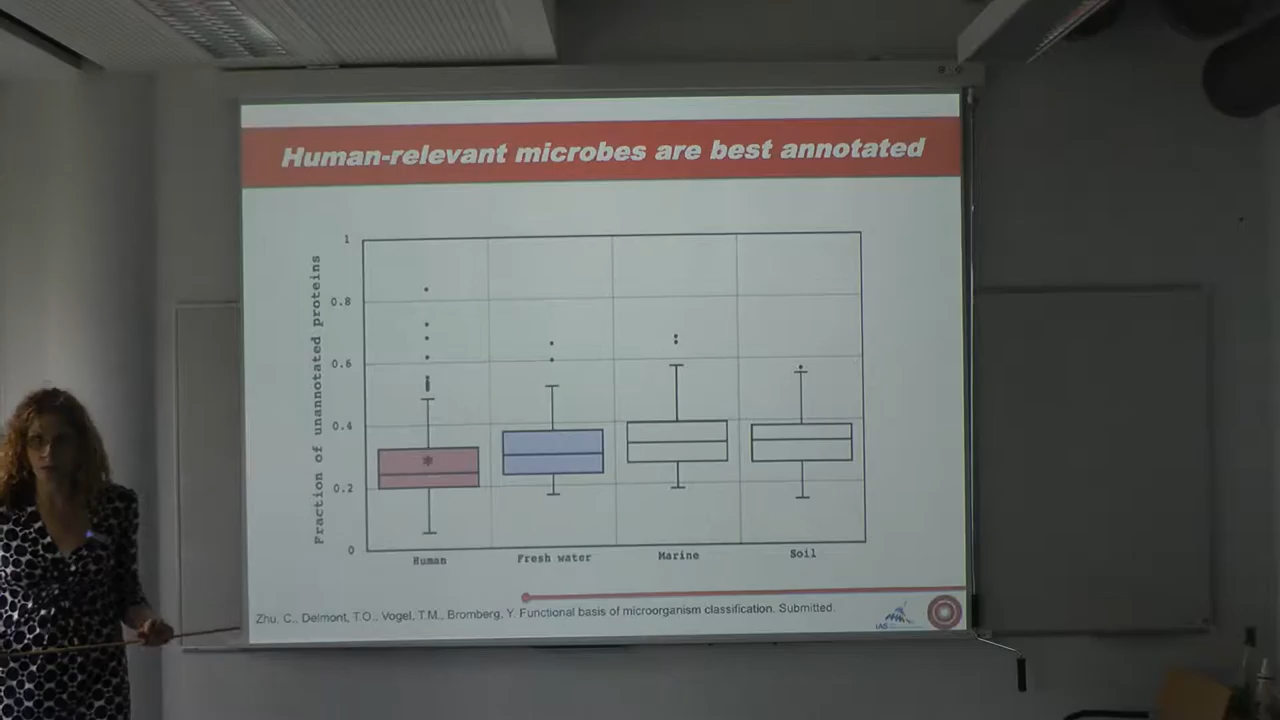 Human-relevant microbes are best annotated
Fraction of unannotated proteins
1
0.8
0.6
0.4
0.2
0
*
Human
Fresh water
Marine
Soil
Zhu, C., Delmont, T.O., Vogel, T.M., Bromberg, Y. Functional basis of microorganism classification. Submitted.
IAS